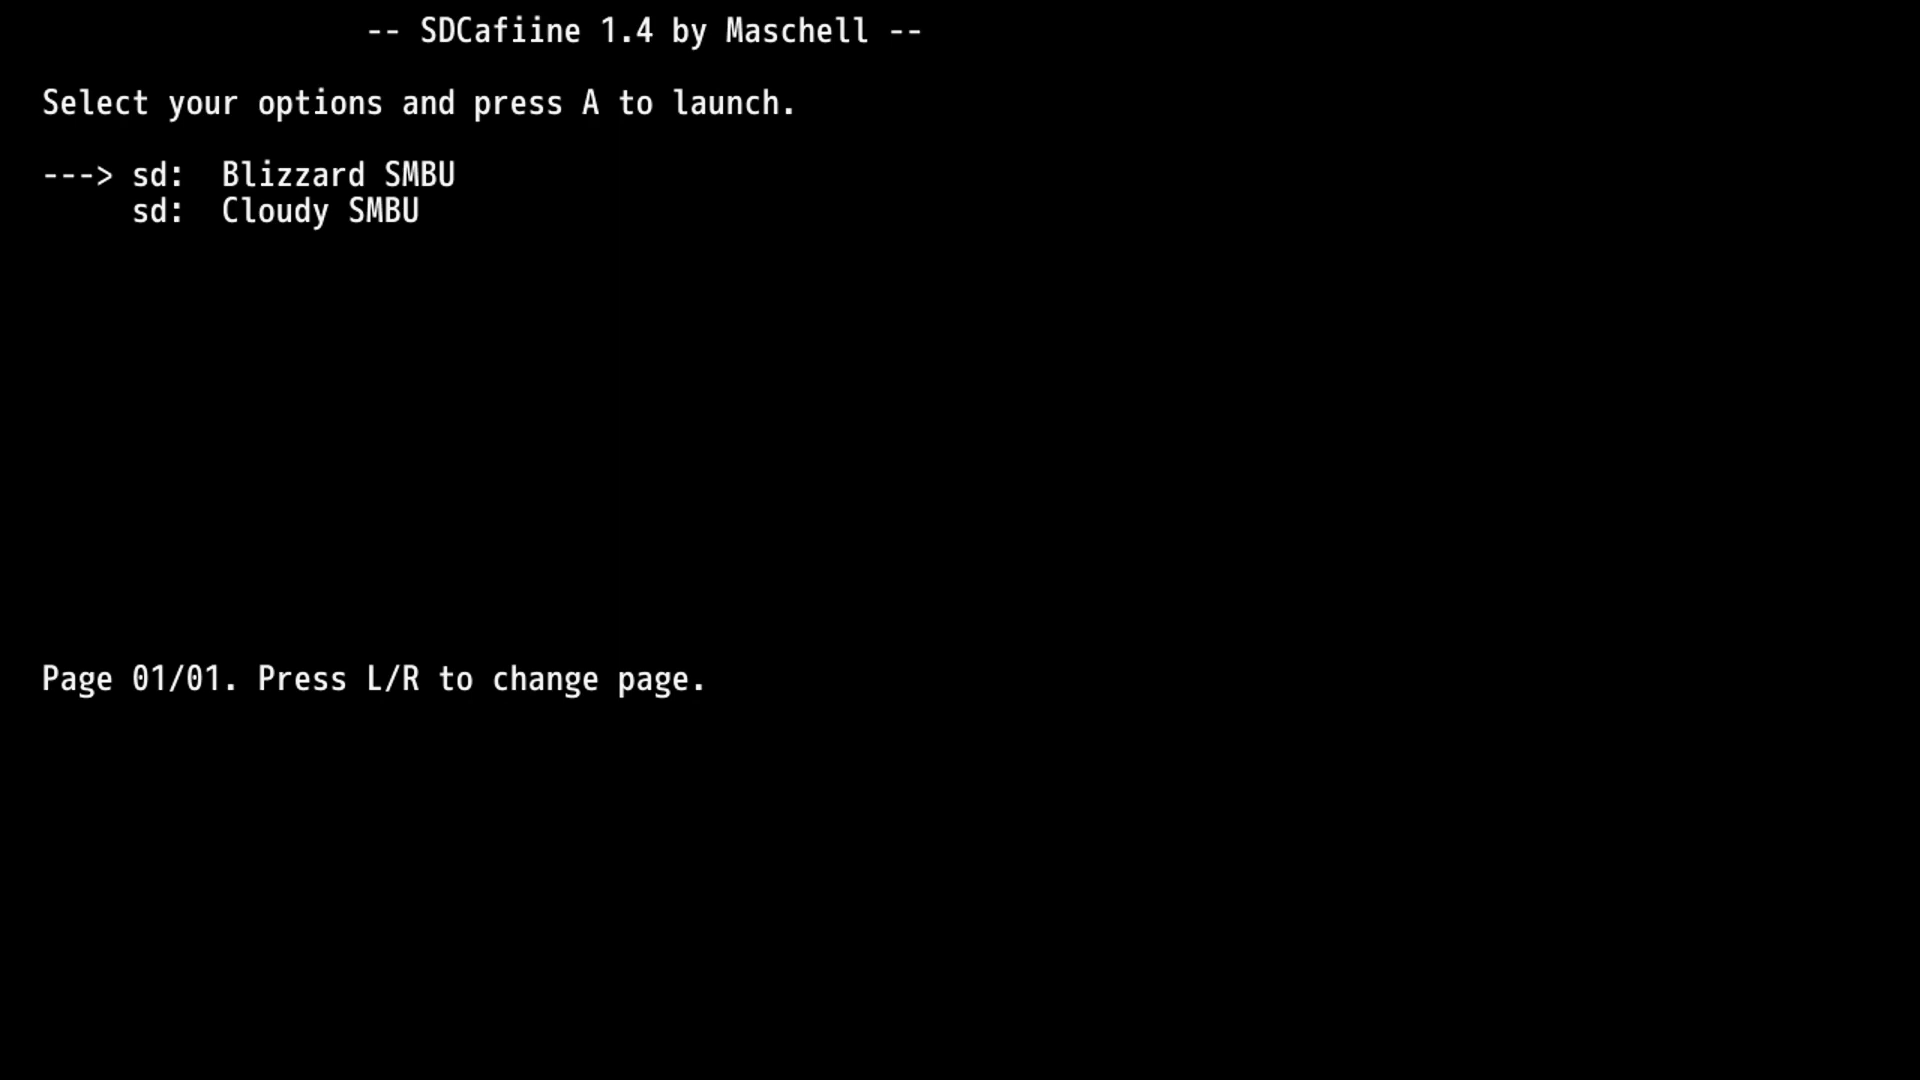 -- SDCafiine 1.4 by Maschell --
Select your options and press A to launch.
---> sd: Blizzard SMBU
sd: Cloudy SMBU
Page 01/01. Press L/R to change page.